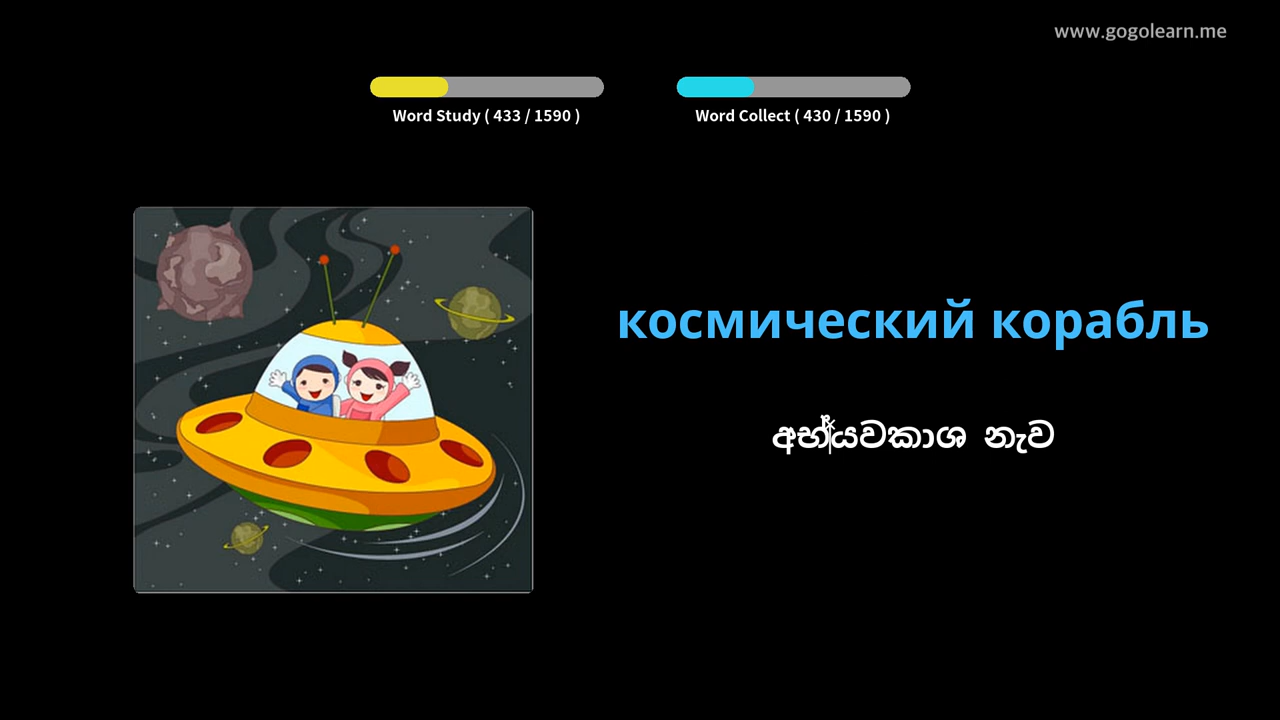 www.gogolearn.me
Word Study ( 433 / 1590 )
Word Collect ( 430 / 1590 )
космический корабль
අභ්‍යවකාශ නැව